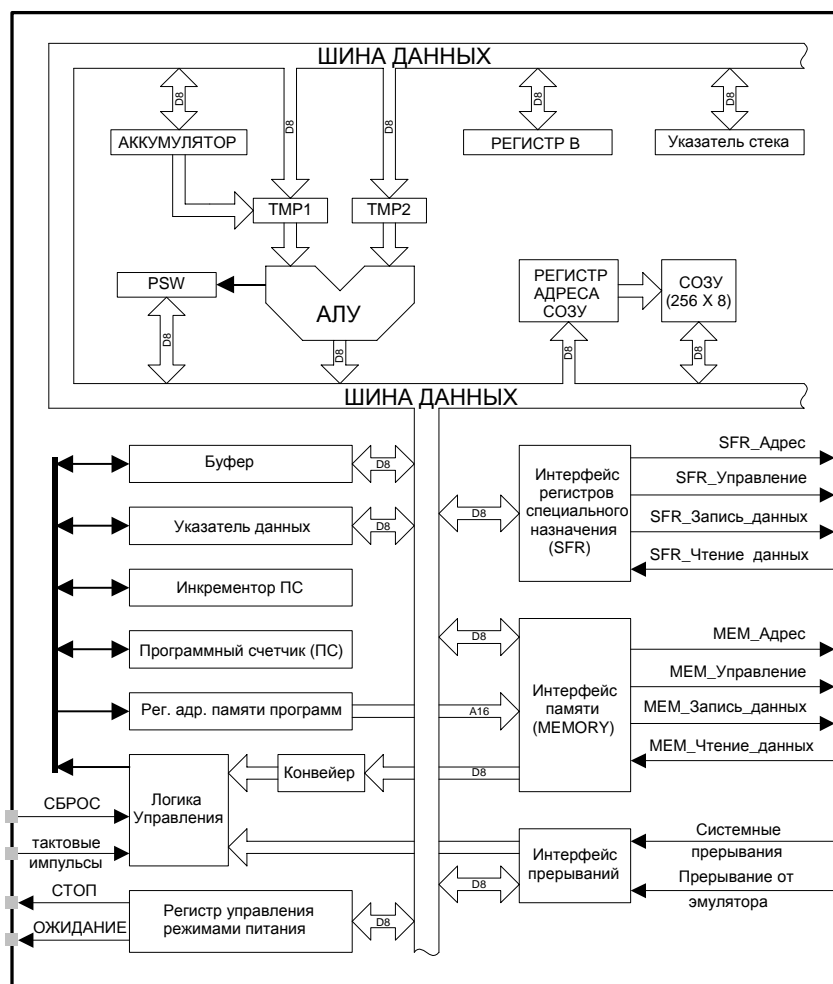 ШИНА ДАННЫХ
D8
D8
D8
D8
D8
АККУМУЛЯТОР
РЕГИСТР В
Указатель стека
TMP1
TMP2
PSW
АЛУ
РЕГИСТР
АДРЕСА
СОЗУ
СОЗУ
(256 X 8)
D8
D8
D8
D8
ШИНА ДАННЫХ
Буфер
D8
Указатель данных
D8
Инкрементор ПС
Программный счетчик (ПС)
Рег. адр. памяти программ
A16
Конвейер
D8
Логика
Управления
СБРОС
тактовые
импульсы
СТОП
ОЖИДАНИЕ
Регистр управления
режимами питания
D8
D8
Интерфейс
регистров
специального
назначения
(SFR)
SFR_Адрес
SFR_Управление
SFR_Запись_данных
SFR_Чтение данных
D8
Интерфейс
памяти
(MEMORY)
MEM_Адрес
MEM_Управление
MEM_Запись_данных
MEM_Чтение_данных
D8
Интерфейс
прерываний
Системные
прерывания
Прерывание от
эмулятора